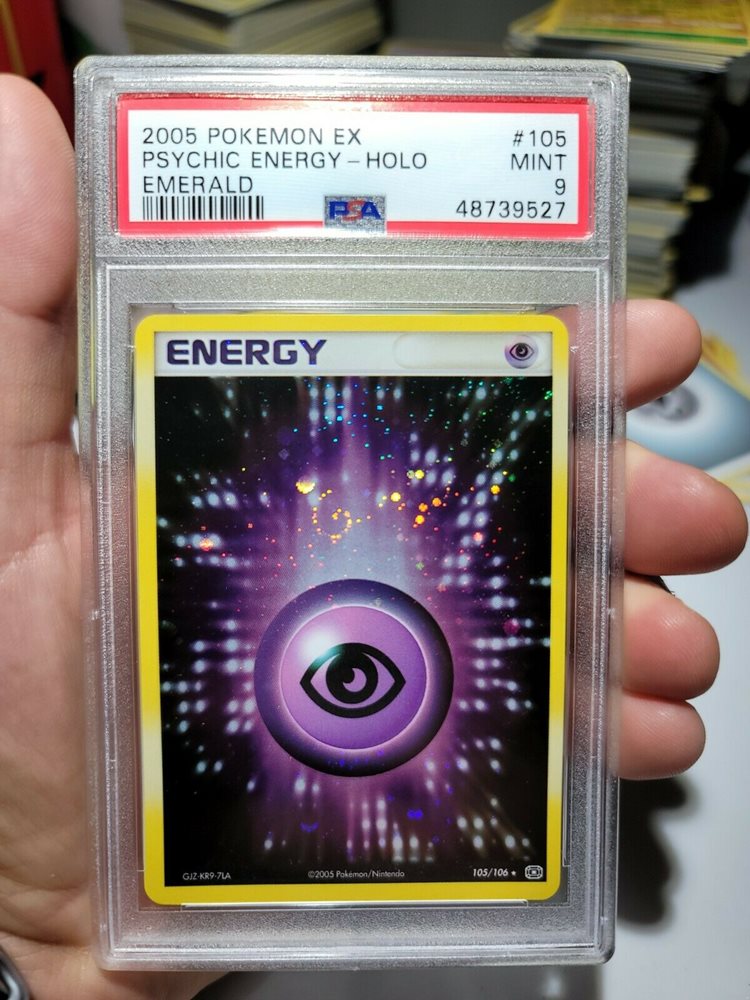 2005 POKEMON EX #105
PSYCHIC ENERGY - HOLO MINT
EMERALD 9
PSA 48739527
ENERGY
GJZ-KR9-7LA ©2005 Pokémon/Nintendo 105/106 ★